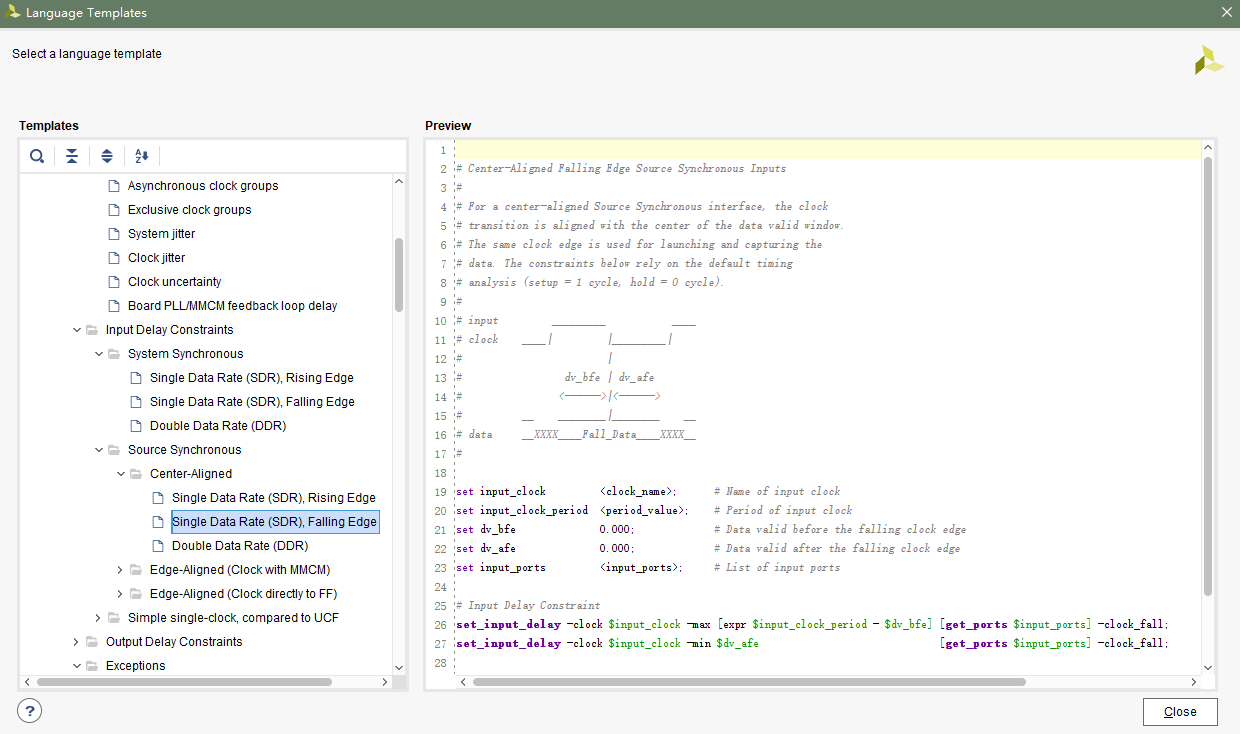 Language Templates
Select a language template
Templates
Asynchronous clock groups
Exclusive clock groups
System jitter
Clock jitter
Clock uncertainty
Board PLL/MMCM feedback loop delay
Input Delay Constraints
System Synchronous
Single Data Rate (SDR), Rising Edge
Single Data Rate (SDR), Falling Edge
Double Data Rate (DDR)
Source Synchronous
Center-Aligned
Single Data Rate (SDR), Rising Edge
Single Data Rate (SDR), Falling Edge
Double Data Rate (DDR)
Edge-Aligned (Clock with MMCM)
Edge-Aligned (Clock directly to FF)
Simple single-clock, compared to UCF
Output Delay Constraints
Exceptions
Preview
1
2 # Center-Aligned Falling Edge Source Synchronous Inputs
3 #
4 # For a center-aligned Source Synchronous interface, the clock
5 # transition is aligned with the center of the data valid window.
6 # The same clock edge is used for launching and capturing the
7 # data. The constraints below rely on the default timing
8 # analysis (setup = 1 cycle, hold = 0 cycle).
9 #
10 # input            _________           ____
11 # clock    ____|         |_________|
12 #                        |
13 #                 dv_bfe | dv_afe
14 #                <------>|<------>
15 #          __    ________|________    __
16 # data     __XXXX____Fall_Data____XXXX__
17 #
18
19 set input_clock         <clock_name>;      # Name of input clock
20 set input_clock_period  <period_value>;    # Period of input clock
21 set dv_bfe              0.000;             # Data valid before the falling clock edge
22 set dv_afe              0.000;             # Data valid after the falling clock edge
23 set input_ports         <input_ports>;     # List of input ports
24
25 # Input Delay Constraint
26 set_input_delay -clock $input_clock -max [expr $input_clock_period - $dv_bfe] [get_ports $input_ports] -clock_fall;
27 set_input_delay -clock $input_clock -min $dv_afe                              [get_ports $input_ports] -clock_fall;
28
?
Close